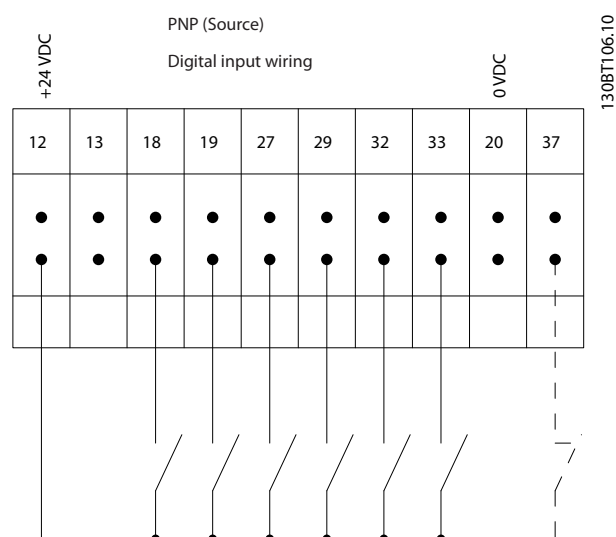 PNP (Source)
Digital input wiring
+24 VDC
0 VDC
130BT106.10
12 13 18 19 27 29 32 33 20 37